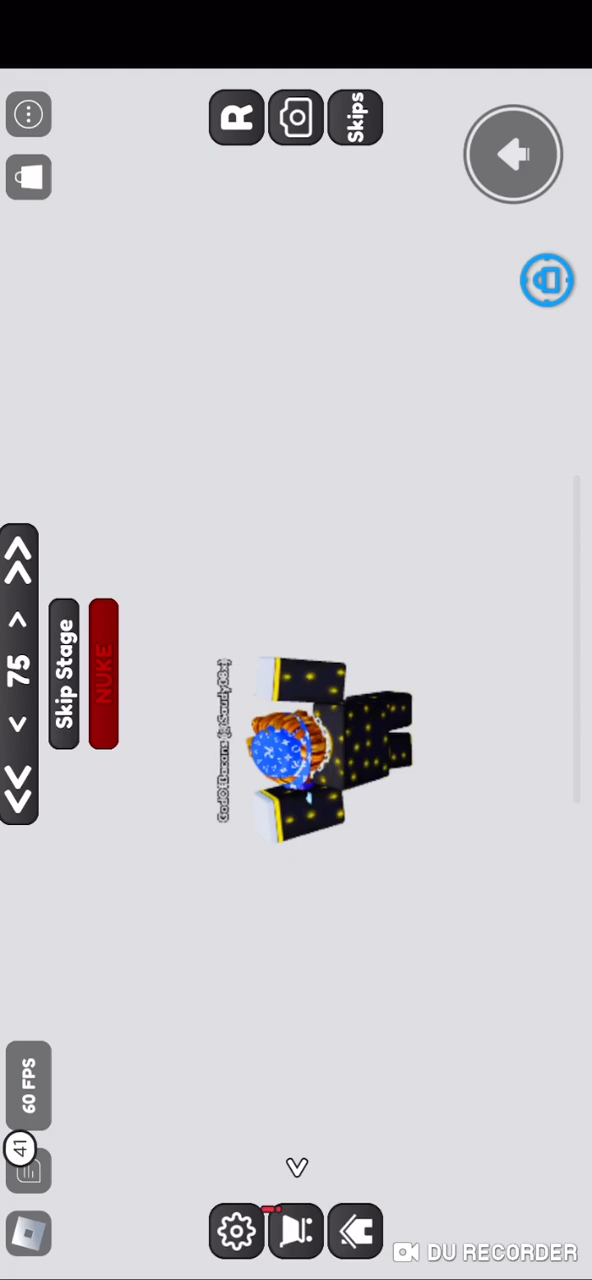 60 FPS
41
<< < 75 > >>
Skip Stage
NUKE
R
Skips
DU RECORDER